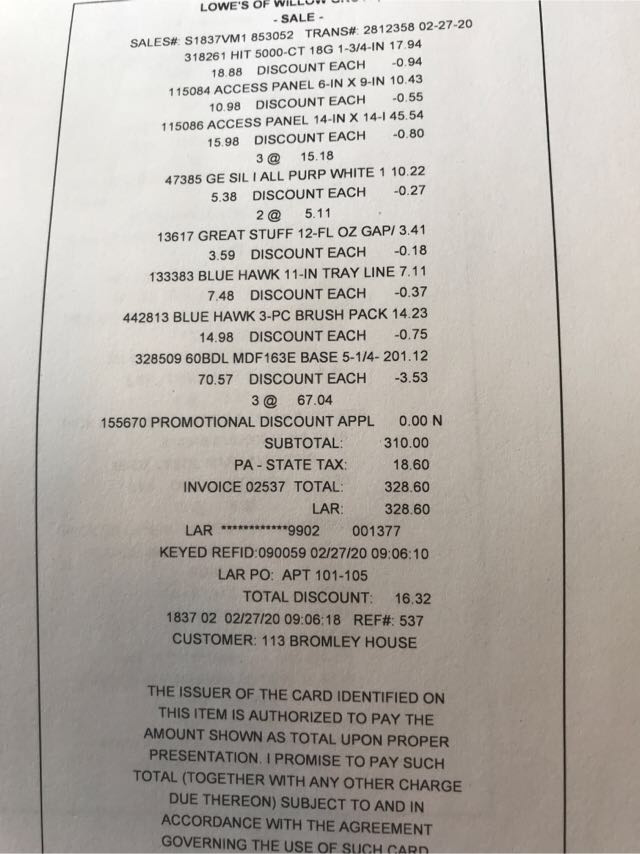 LOWE'S OF WILLOW
- SALE -
SALES#: S1837VM1 853052 TRANS#: 2812358 02-27-20
318261 HIT 5000-CT 18G 1-3/4-IN 17.94
18.88 DISCOUNT EACH -0.94
115084 ACCESS PANEL 6-IN X 9-IN 10.43
10.98 DISCOUNT EACH -0.55
115086 ACCESS PANEL 14-IN X 14-I 45.54
15.98 DISCOUNT EACH -0.80
3 @ 15.18
47385 GE SIL I ALL PURP WHITE 1 10.22
5.38 DISCOUNT EACH -0.27
2 @ 5.11
13617 GREAT STUFF 12-FL OZ GAP/ 3.41
3.59 DISCOUNT EACH -0.18
133383 BLUE HAWK 11-IN TRAY LINE 7.11
7.48 DISCOUNT EACH -0.37
442813 BLUE HAWK 3-PC BRUSH PACK 14.23
14.98 DISCOUNT EACH -0.75
328509 60BDL MDF163E BASE 5-1/4- 201.12
70.57 DISCOUNT EACH -3.53
3 @ 67.04
155670 PROMOTIONAL DISCOUNT APPL 0.00 N
SUBTOTAL: 310.00
PA - STATE TAX: 18.60
INVOICE 02537 TOTAL: 328.60
LAR: 328.60
LAR ************9902 001377
KEYED REFID:090059 02/27/20 09:06:10
LAR PO: APT 101-105
TOTAL DISCOUNT: 16.32
1837 02 02/27/20 09:06:18 REF#: 537
CUSTOMER: 113 BROMLEY HOUSE
THE ISSUER OF THE CARD IDENTIFIED ON
THIS ITEM IS AUTHORIZED TO PAY THE
AMOUNT SHOWN AS TOTAL UPON PROPER
PRESENTATION. I PROMISE TO PAY SUCH
TOTAL (TOGETHER WITH ANY OTHER CHARGE
DUE THEREON) SUBJECT TO AND IN
ACCORDANCE WITH THE AGREEMENT
GOVERNING THE USE OF SUCH CARD